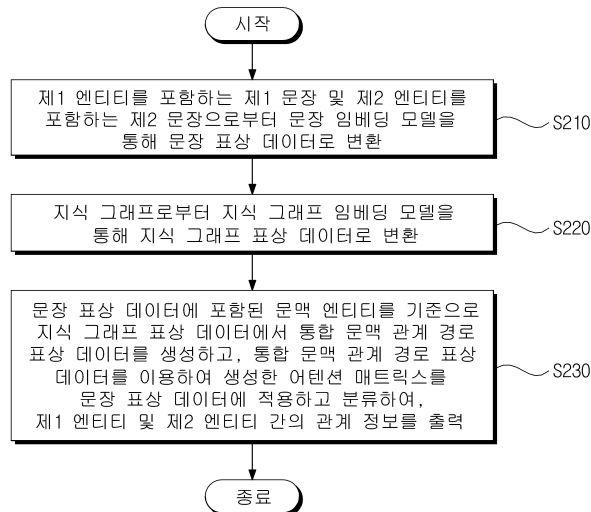 시작
제1 엔티티를 포함하는 제1 문장 및 제2 엔티티를
포함하는 제2 문장으로부터 문장 임베딩 모델을
통해 문장 표상 데이터로 변환
S210
지식 그래프로부터 지식 그래프 임베딩 모델을
통해 지식 그래프 표상 데이터로 변환
S220
문장 표상 데이터에 포함된 문맥 엔티티를 기준으로
지식 그래프 표상 데이터에서 통합 문맥 관계 경로
표상 데이터를 생성하고, 통합 문맥 관계 경로 표상
데이터를 이용하여 생성한 어텐션 매트릭스를
문장 표상 데이터에 적용하고 분류하여,
제1 엔티티 및 제2 엔티티 간의 관계 정보를 출력
S230
종료